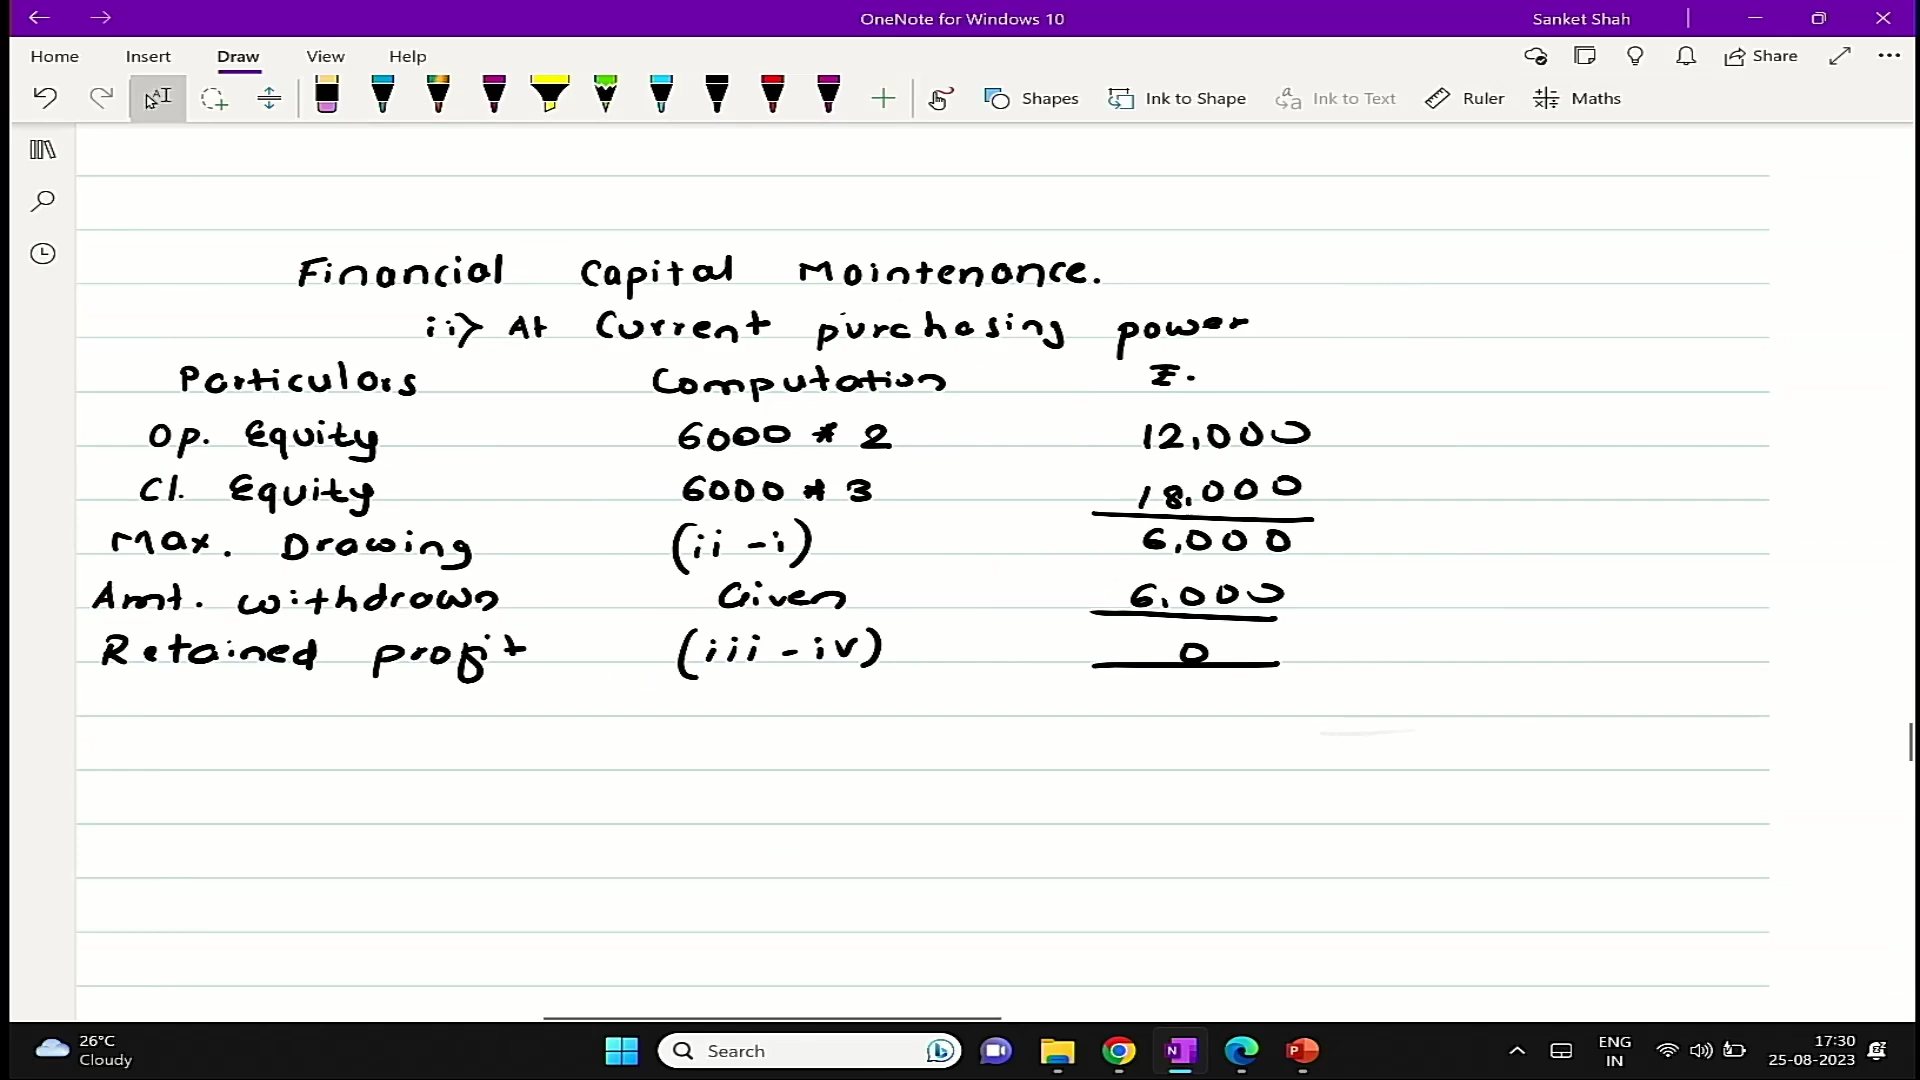 OneNote for Windows 10
Sanket Shah
Home Insert Draw View Help
Share
Shapes Ink to Shape Ink to Text Ruler Maths
Financial Capital Maintenance.
ii) At Current purchasing power
Particulars Computation ₹.
Op. Equity 6000 * 2 12,000
Cl. Equity 6000 * 3 18,000
Max. Drawing (ii - i) 6,000
Amt. withdrawn Given 6,000
Retained profit (iii - iv) 0
26°C
Cloudy
Search
ENG
IN
17:30
25-08-2023